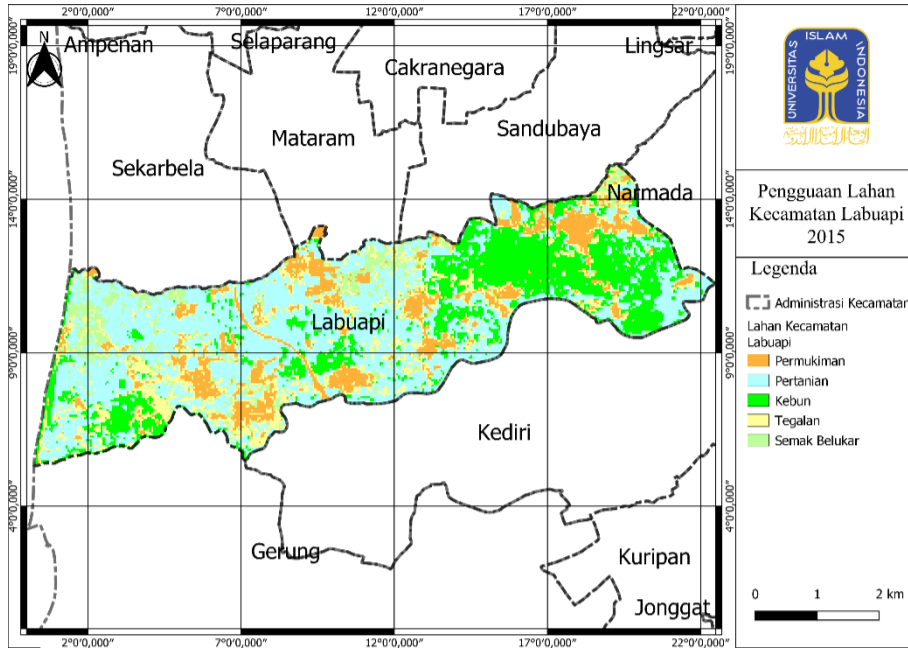 2°0'0,000"
7°0'0,000"
12°0'0,000"
17°0'0,000"
22°0'0,000"
N
Ampenan
Selaparang
Lingsar
Cakranegara
Mataram
Sandubaya
Sekarbela
Narmada
Labuapi
Kediri
Gerung
Kuripan
Jonggat
19°0'0,000"
14°0'0,000"
9°0'0,000"
4°0'0,000"
19°0'0,000"
14°0'0,000"
9°0'0,000"
4°0'0,000"
2°0'0,000"
7°0'0,000"
12°0'0,000"
17°0'0,000"
22°0'0,000"
UNIVERSITAS
ISLAM
INDONESIA
Pengguaan Lahan
Kecamatan Labuapi
2015
Legenda
Administrasi Kecamatan
Lahan Kecamatan
Labuapi
Permukiman
Pertanian
Kebun
Tegalan
Semak Belukar
0 1 2 km